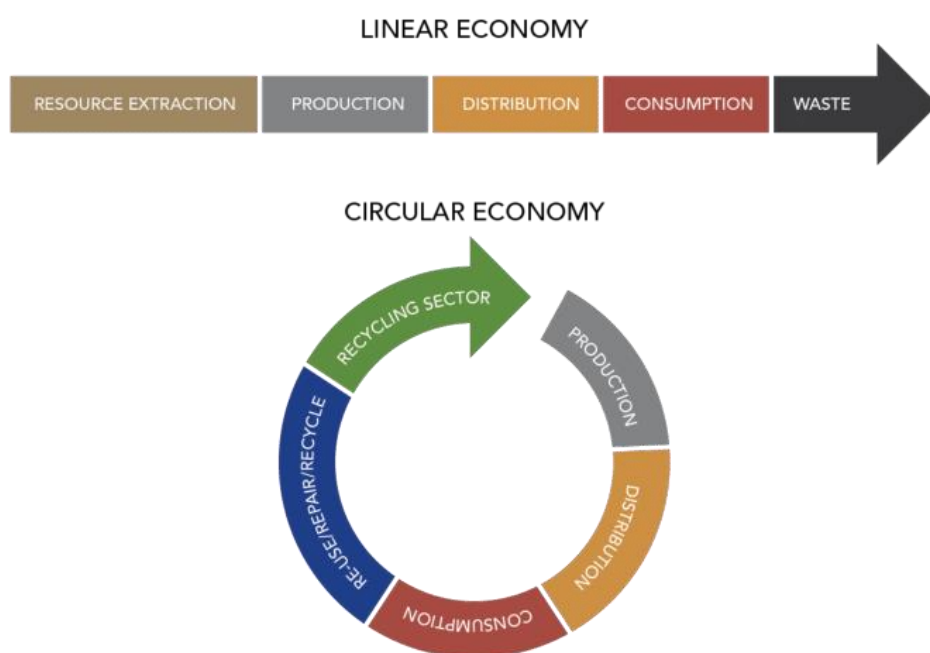 LINEAR ECONOMY
RESOURCE EXTRACTION
PRODUCTION
DISTRIBUTION
CONSUMPTION
WASTE
CIRCULAR ECONOMY
RECYCLING SECTOR
PRODUCTION
DISTRIBUTION
CONSUMPTION
RE-USE/REPAIR/RECYCLE